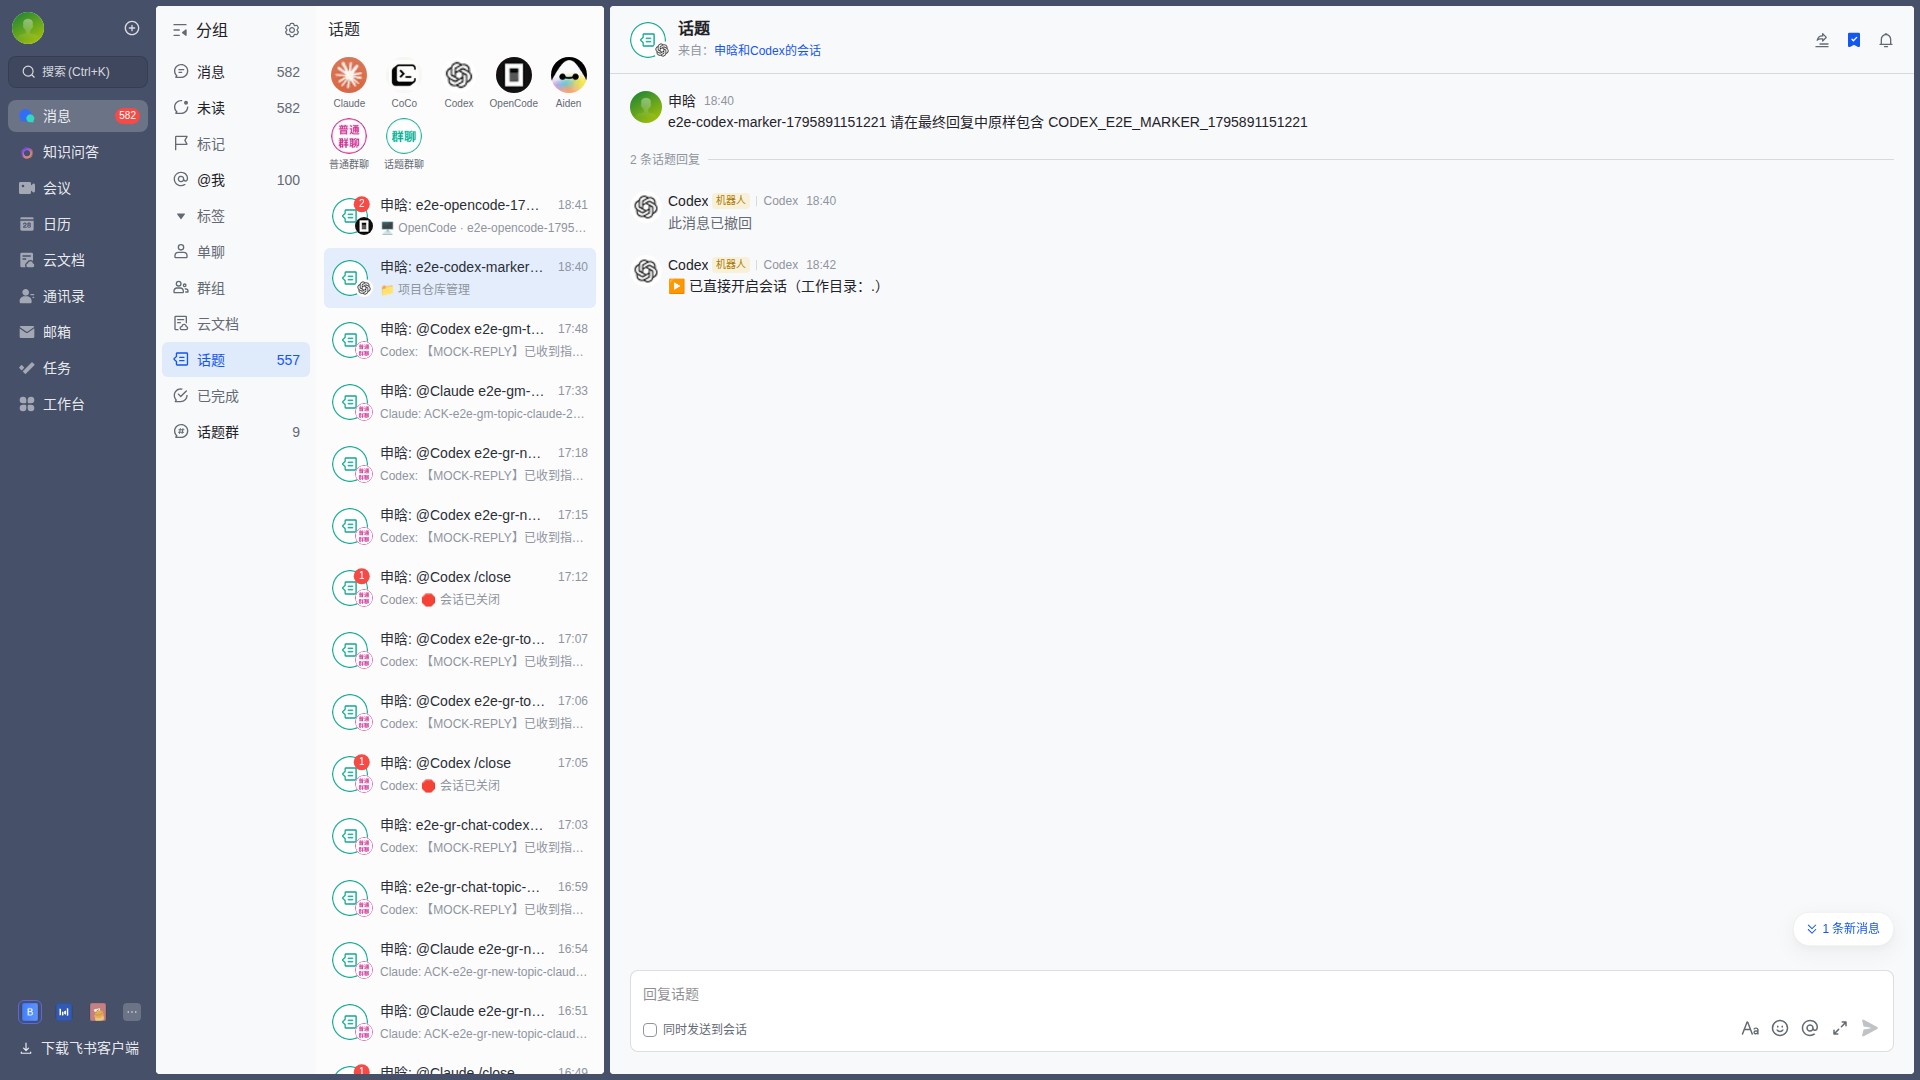 搜索 (Ctrl+K)
消息 582
知识问答
会议
日历
云文档
通讯录
邮箱
任务
工作台
下载飞书客户端
分组
消息 582
未读 582
标记
@我 100
标签
单聊
群组
云文档
话题 557
已完成
话题群 9
话题
Claude CoCo Codex OpenCode Aiden
普通群聊 群聊
普通群聊 话题群聊
2 申晗: e2e-opencode-17... 18:41
OpenCode · e2e-opencode-1795...
申晗: e2e-codex-marker... 18:40
项目仓库管理
申晗: @Codex e2e-gm-t... 17:48
Codex: 【MOCK-REPLY】已收到指...
申晗: @Claude e2e-gm-... 17:33
Claude: ACK-e2e-gm-topic-claude-2...
申晗: @Codex e2e-gr-n... 17:18
Codex: 【MOCK-REPLY】已收到指...
申晗: @Codex e2e-gr-n... 17:15
Codex: 【MOCK-REPLY】已收到指...
1 申晗: @Codex /close 17:12
Codex: 会话已关闭
申晗: @Codex e2e-gr-to... 17:07
Codex: 【MOCK-REPLY】已收到指...
申晗: @Codex e2e-gr-to... 17:06
Codex: 【MOCK-REPLY】已收到指...
1 申晗: @Codex /close 17:05
Codex: 会话已关闭
申晗: e2e-gr-chat-codex... 17:03
Codex: 【MOCK-REPLY】已收到指...
申晗: e2e-gr-chat-topic-... 16:59
Codex: 【MOCK-REPLY】已收到指...
申晗: @Claude e2e-gr-n... 16:54
Claude: ACK-e2e-gr-new-topic-claud...
申晗: @Claude e2e-gr-n... 16:51
Claude: ACK-e2e-gr-new-topic-claud...
1 申晗: @Claude /close 16:49
话题
来自：申晗和Codex的会话
申晗 18:40
e2e-codex-marker-1795891151221 请在最终回复中原样包含 CODEX_E2E_MARKER_1795891151221
2 条话题回复
Codex 机器人 Codex 18:40
此消息已撤回
Codex 机器人 Codex 18:42
已直接开启会话（工作目录：.）
1 条新消息
回复话题
同时发送到会话